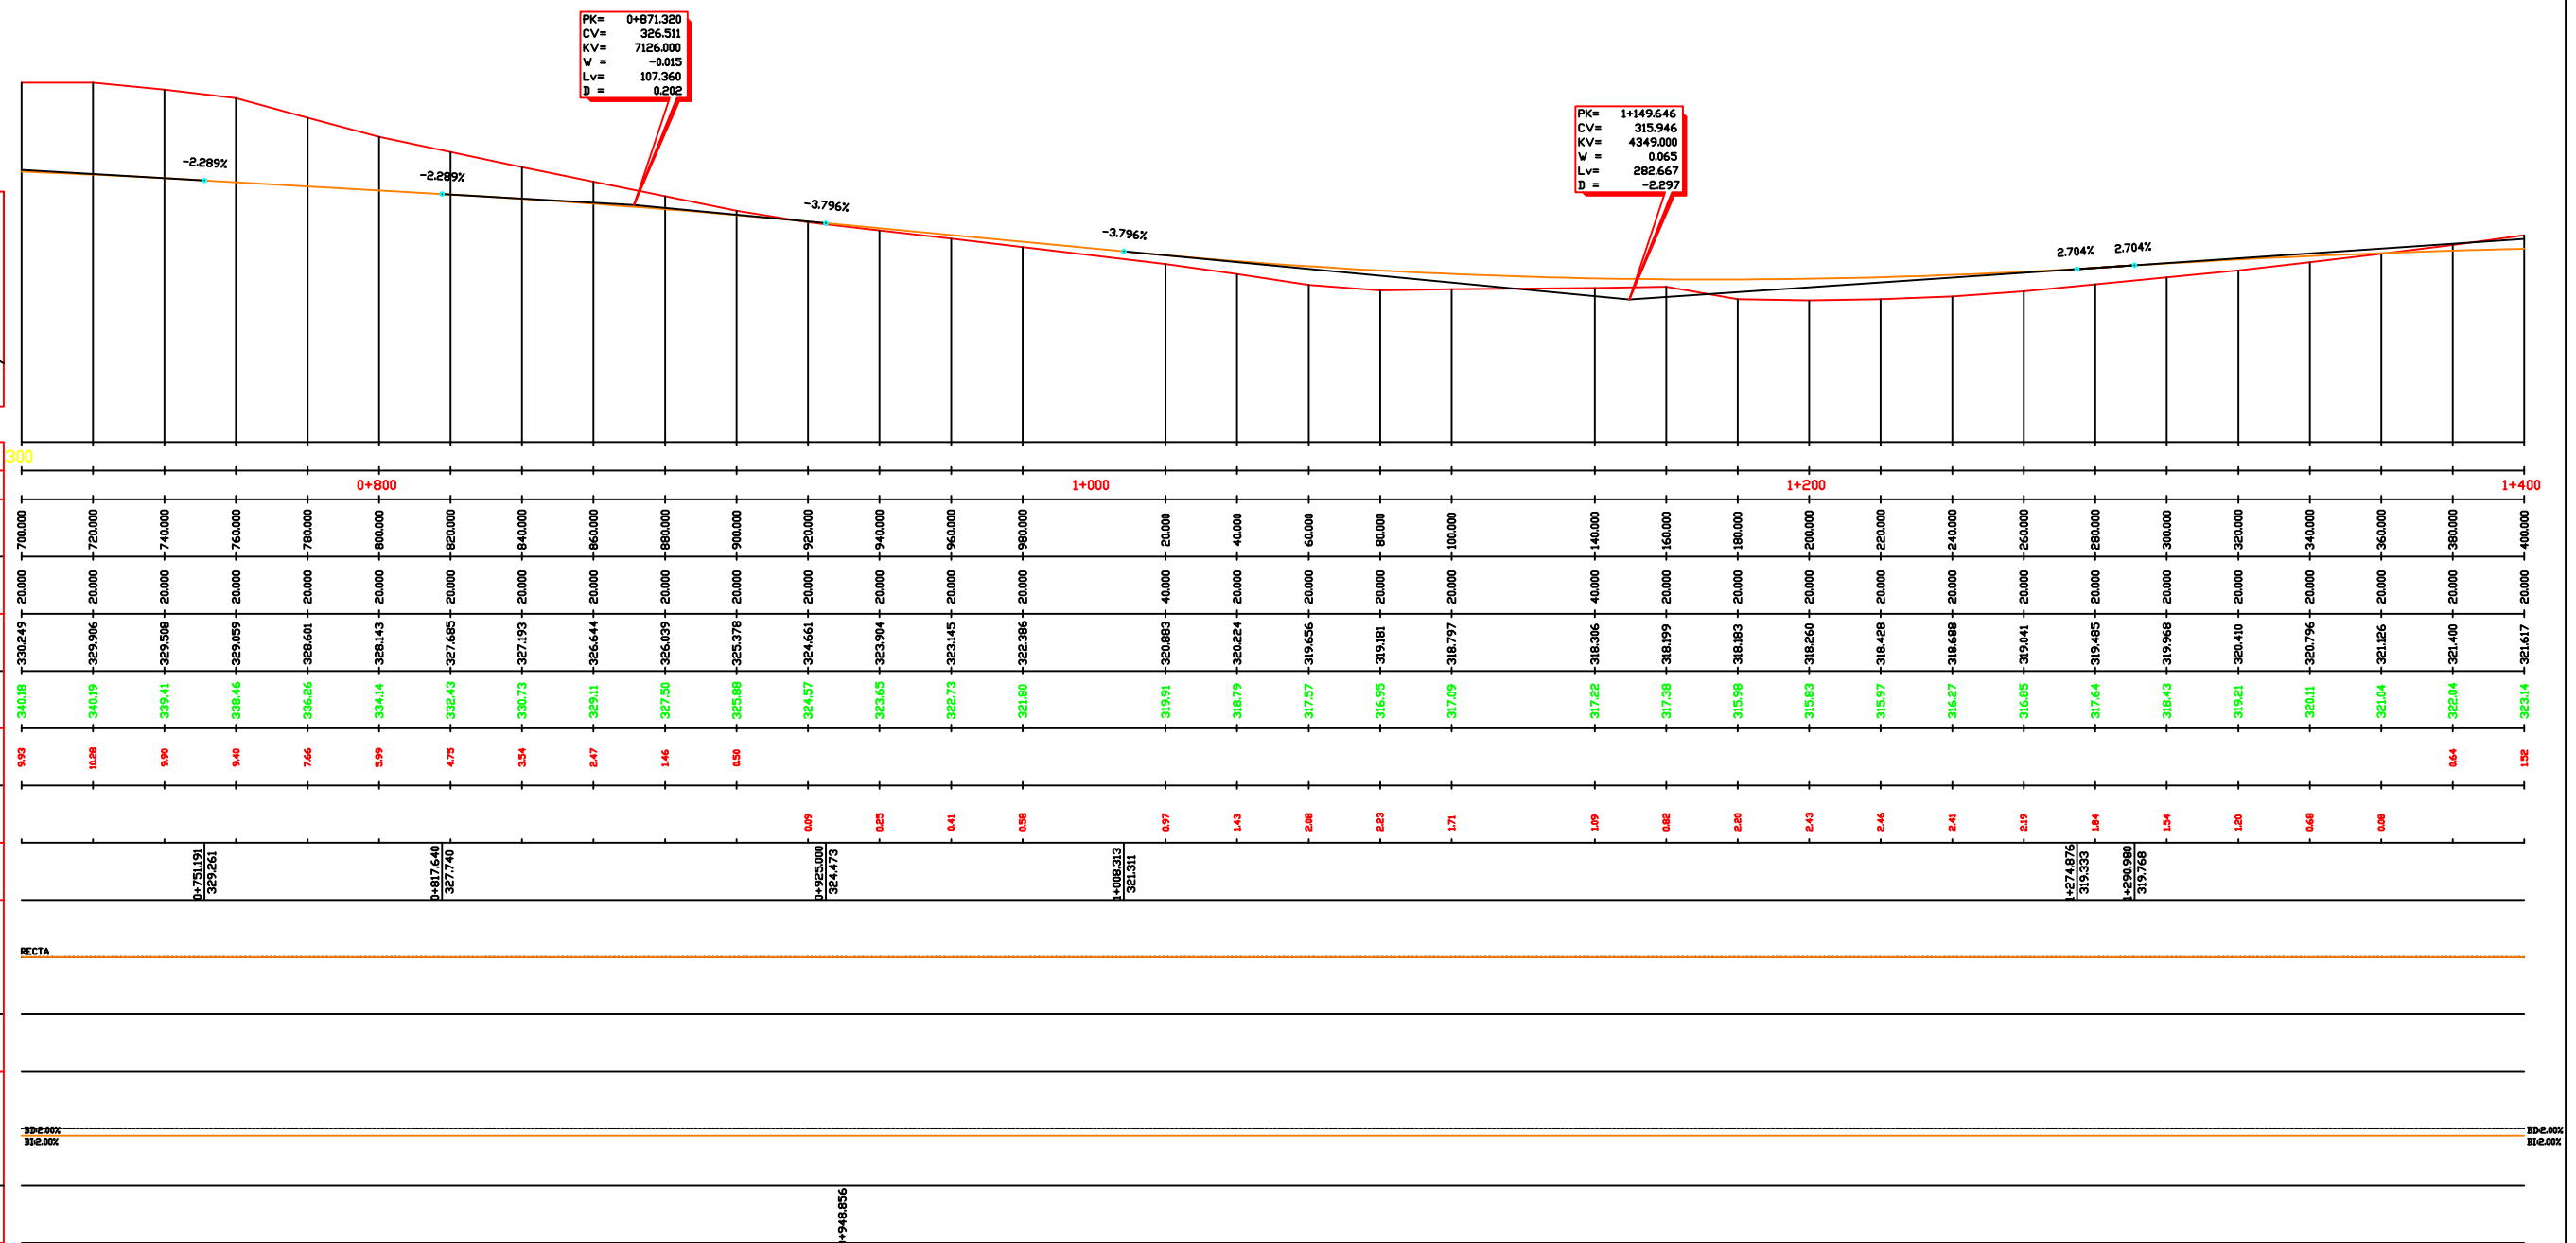 PK= 0+871.320
CV= 326.511
KV= 7126.000
W = -0.015
Lv= 107.360
D = 0.202
PK= 1+149.646
CV= 315.946
KV= 4349.000
W = 0.065
Lv= 282.667
D = -2.297
-2.289% -2.289% -3.796% -3.796% 2.704% 2.704%
300
0+800 1+000 1+200 1+400
700.000 720.000 740.000 760.000 780.000 800.000 820.000 840.000 860.000 880.000 900.000 920.000 940.000 960.000 980.000 20.000 40.000 60.000 80.000 100.000 140.000 160.000 180.000 200.000 220.000 240.000 260.000 280.000 300.000 320.000 340.000 360.000 380.000 400.000
20.000 20.000 20.000 20.000 20.000 20.000 20.000 20.000 20.000 20.000 20.000 20.000 20.000 20.000 20.000 40.000 20.000 20.000 20.000 20.000 40.000 20.000 20.000 20.000 20.000 20.000 20.000 20.000 20.000 20.000 20.000 20.000 20.000 20.000
330.249 329.906 329.508 329.059 328.601 328.143 327.685 327.193 326.644 326.039 325.378 324.661 323.904 323.145 322.386 320.883 320.224 319.656 319.181 318.797 318.306 318.199 318.183 318.260 318.428 318.688 319.041 319.485 319.968 320.410 320.796 321.126 321.400 321.617
340.18 340.19 339.41 338.46 336.26 334.14 332.43 330.73 329.11 327.50 325.88 324.57 323.65 322.73 321.80 319.91 318.79 317.57 316.95 317.09 317.22 317.38 315.98 315.83 315.97 316.27 316.85 317.64 318.43 319.21 320.11 321.04 322.04 323.14
9.93 10.28 9.90 9.40 7.66 5.99 4.75 3.54 2.47 1.46 0.50 0.64 1.52
0.09 0.25 0.41 0.58 0.97 1.43 2.08 2.23 1.71 1.09 0.82 2.20 2.43 2.46 2.41 2.19 1.84 1.54 1.20 0.68 0.08
0+751.191 0+817.640 0+925.000 1+008.313 1+274.876 1+290.980
329.261 327.740 324.473 321.311 319.333 319.768
RECTA
BD:2.00% BD:2.00%
BI:2.00% BI:2.00%
+948.856